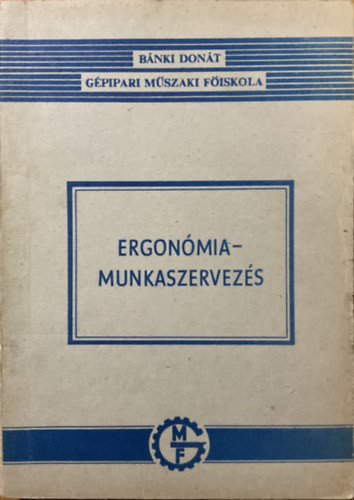 BÁNKI DONÁT
GÉPIPARI MŰSZAKI FŐISKOLA
ERGONÓMIA–
MUNKASZERVEZÉS
G
M
F